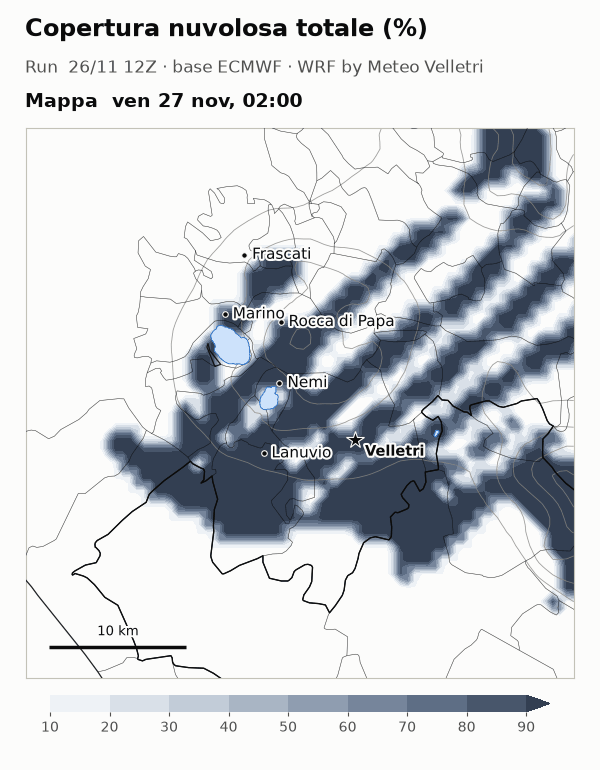 Copertura nuvolosa totale (%)
Run  26/11 12Z · base ECMWF · WRF by Meteo Velletri
Mappa  ven 27 nov, 02:00
Frascati
Marino
Rocca di Papa
Nemi
Velletri
Lanuvio
10 km
10 20 30 40 50 60 70 80 90